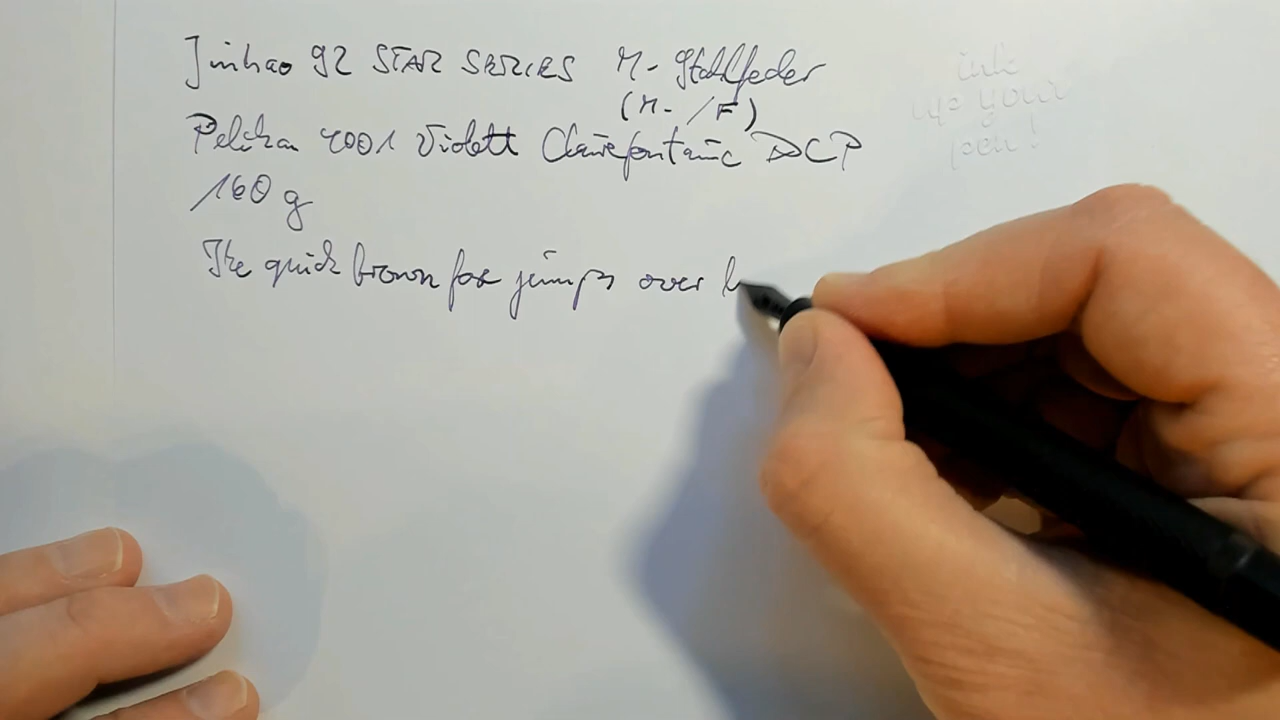 Jinhao 92 STAR SERIES M-Stahlfeder
(M-/F)
Pelikan 4001 Violett Clairefontaine DCP
160 g
The quick brown fox jumps over
ink
up your
pen!